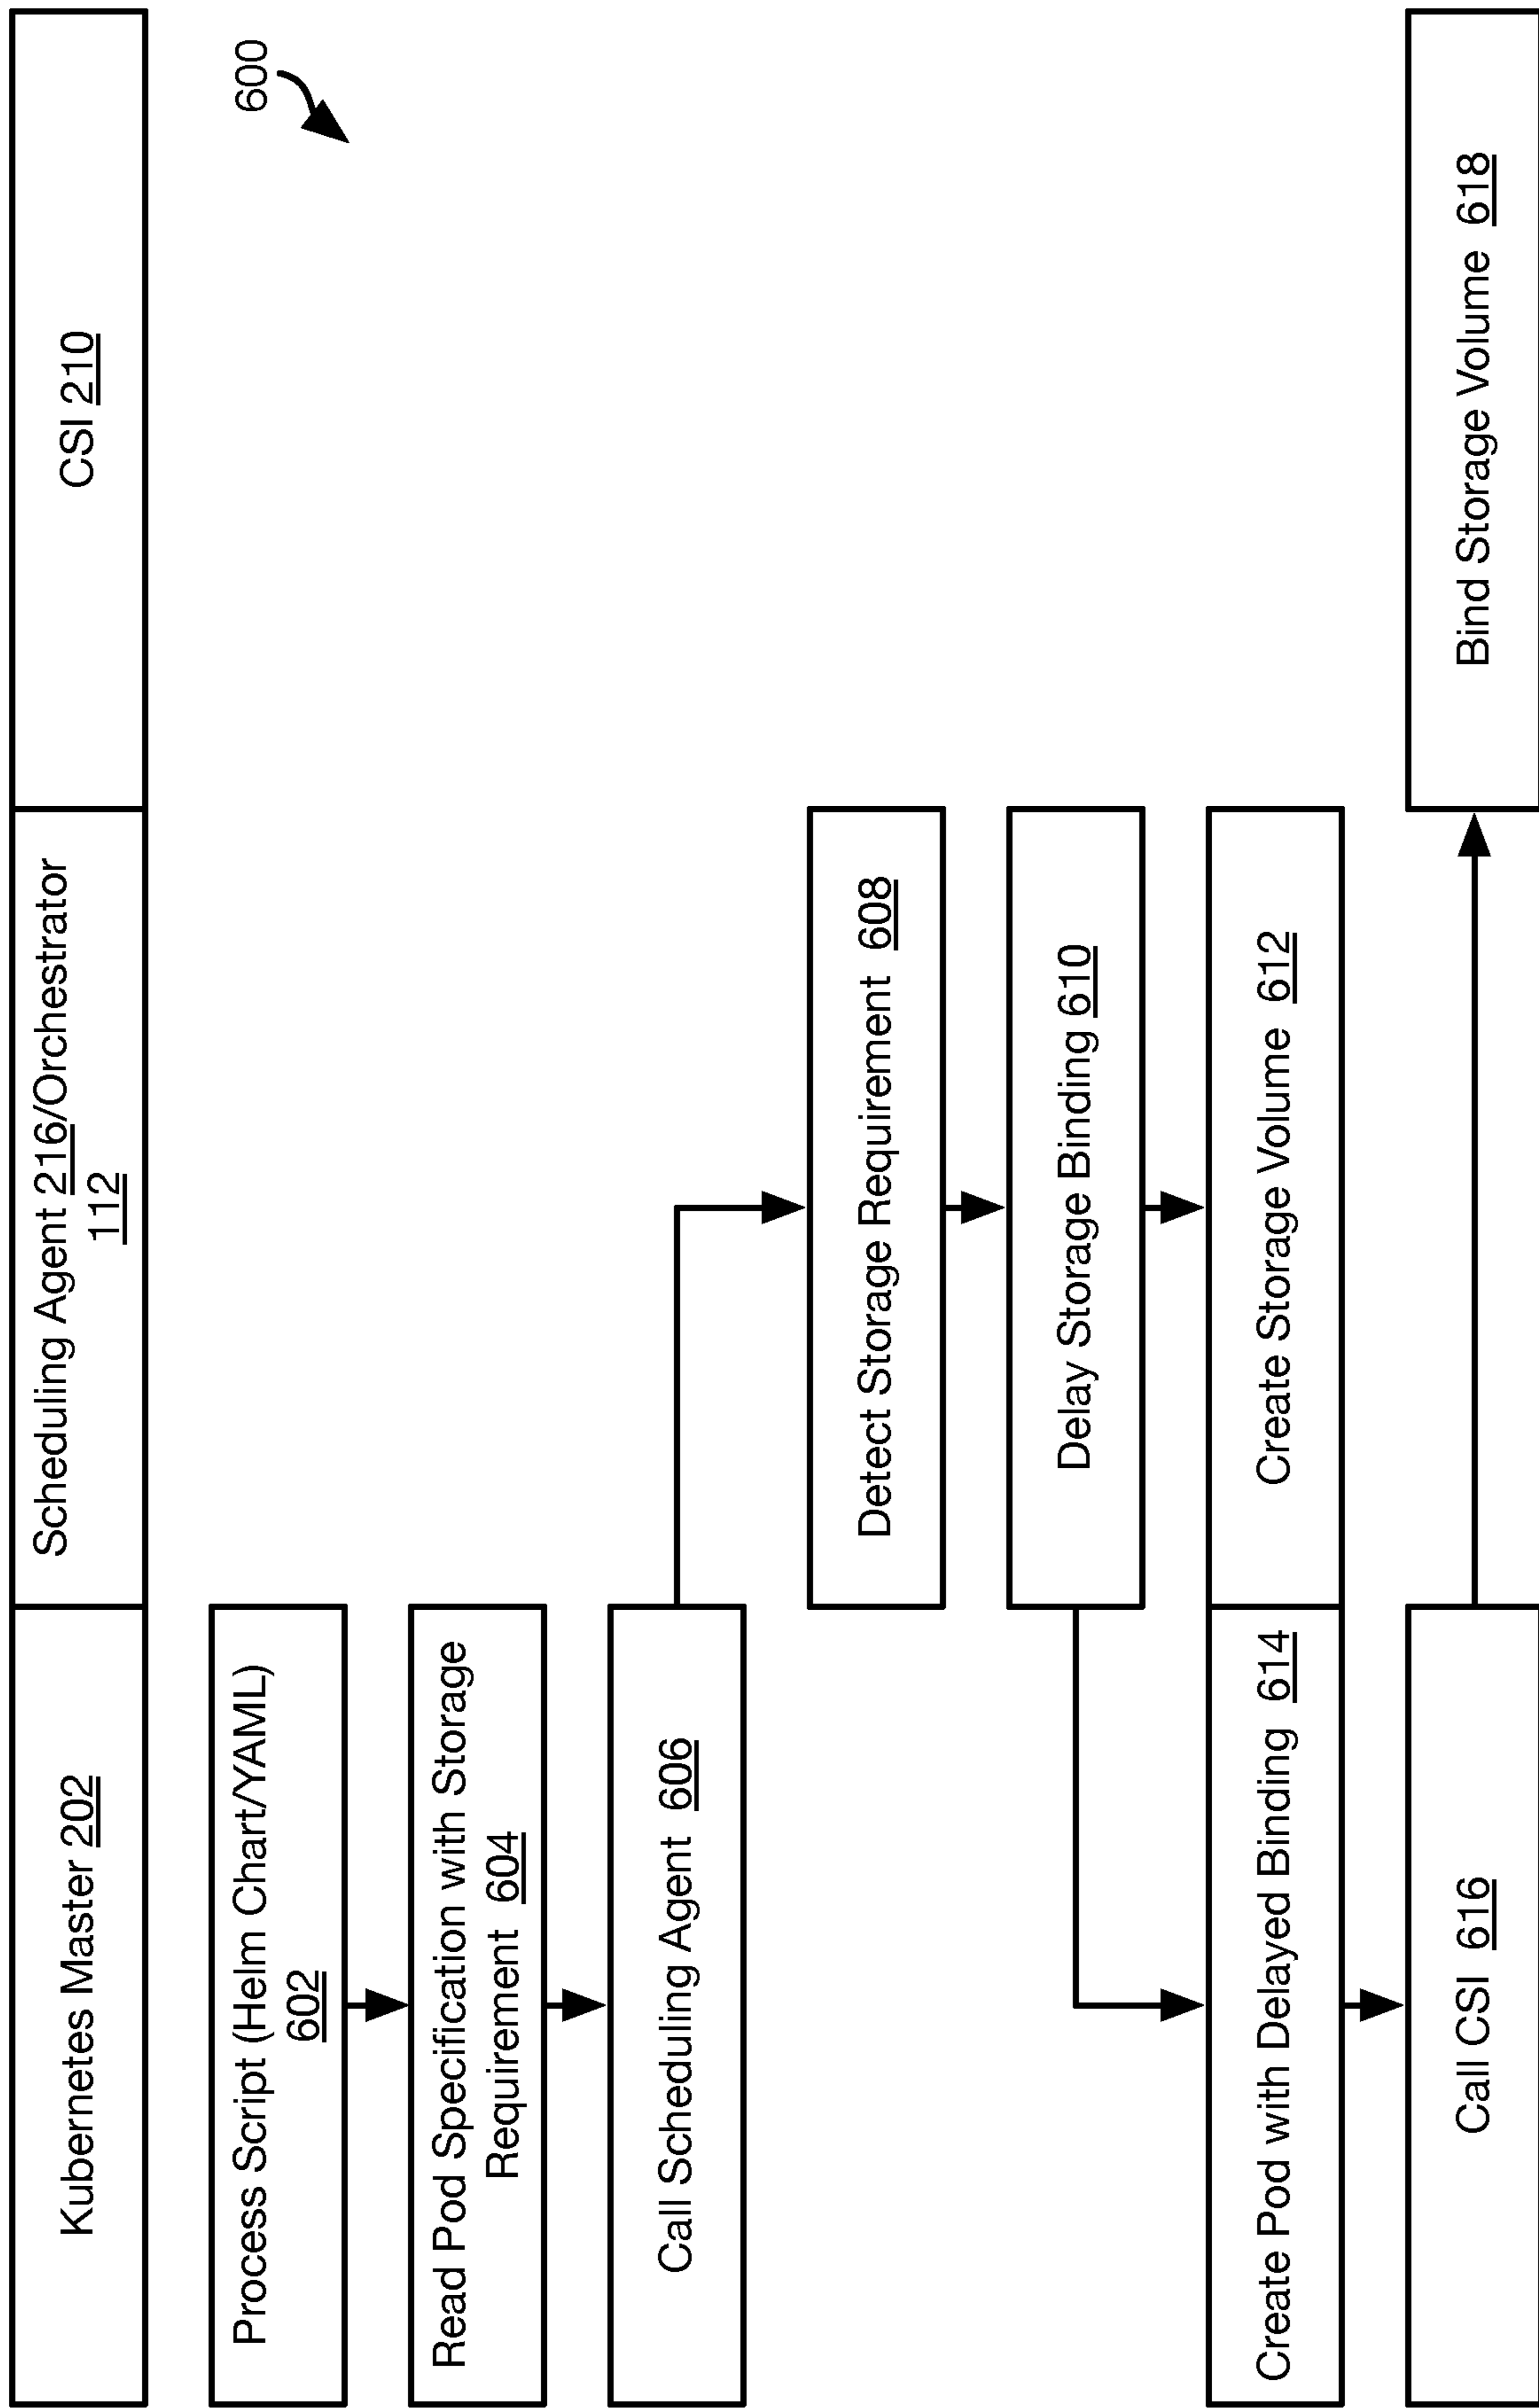 Kubernetes Master 202
Scheduling Agent 216/Orchestrator
112
CSI 210
600
Process Script (Helm Chart/YAML)
602
Read Pod Specification with Storage
Requirement 604
Call Scheduling Agent 606
Detect Storage Requirement 608
Delay Storage Binding 610
Create Pod with Delayed Binding 614
Create Storage Volume 612
Call CSI 616
Bind Storage Volume 618